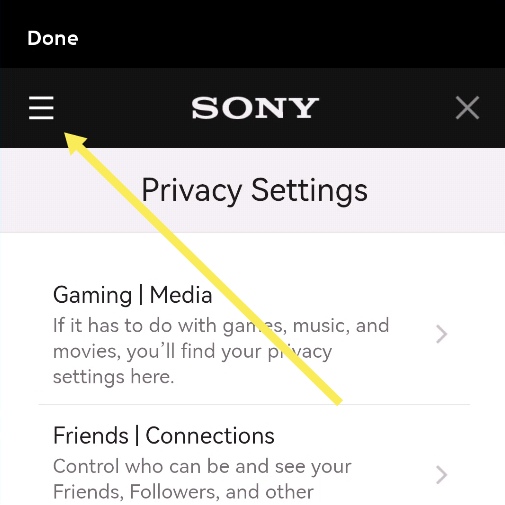 Done
SONY
Privacy Settings
Gaming | Media
If it has to do with games, music, and
movies, you'll find your privacy
settings here.
Friends | Connections
Control who can be and see your
Friends, Followers, and other